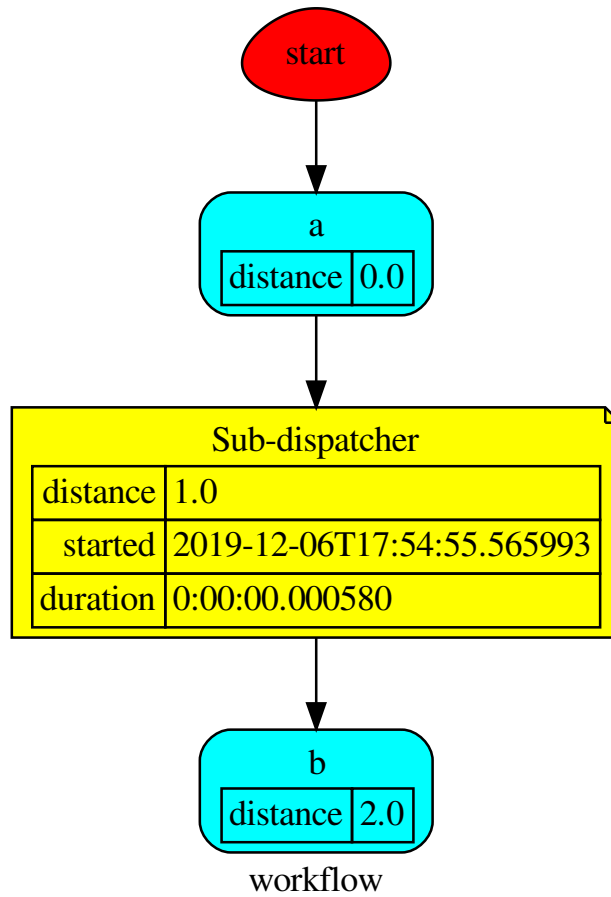 start
a
distance 0.0
Sub-dispatcher
distance 1.0
started 2019-12-06T17:54:55.565993
duration 0:00:00.000580
b
distance 2.0
workflow